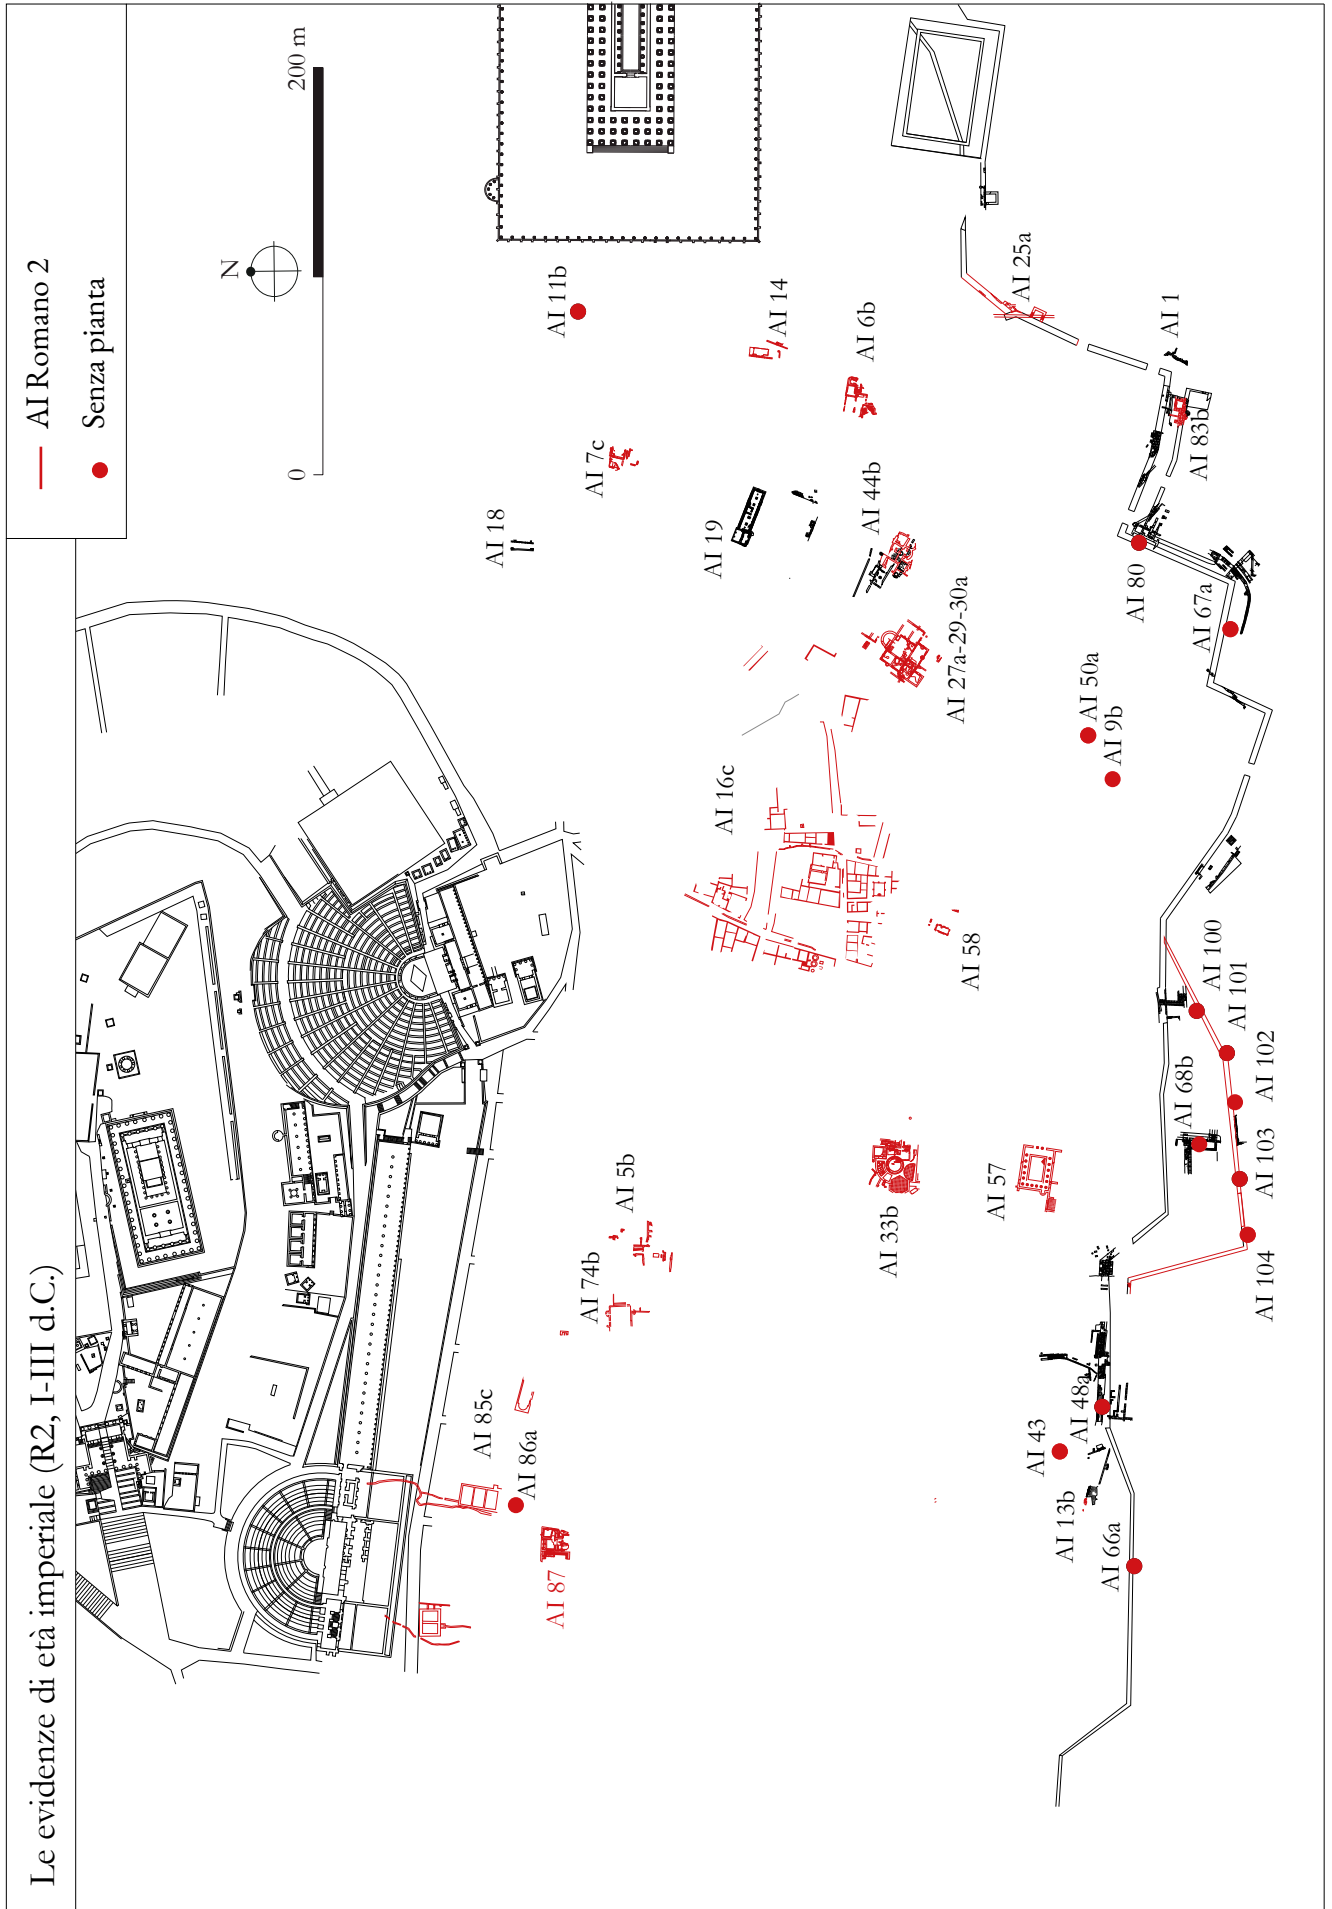 Le evidenze di età imperiale (R2, I-III d.C.)
AI Romano 2
Senza pianta
N
0
200 m
AI 11b
AI 18
AI 7c
AI 14
AI 6b
AI 19
AI 44b
AI 25a
AI 1
AI 83b
AI 80
AI 67a
AI 27a-29-30a
AI 50a
AI 9b
AI 16c
AI 58
AI 5b
AI 74b
AI 85c
AI 86a
AI 87
AI 33b
AI 57
AI 100
AI 101
AI 102
AI 68b
AI 103
AI 104
AI 48a
AI 43
AI 13b
AI 66a